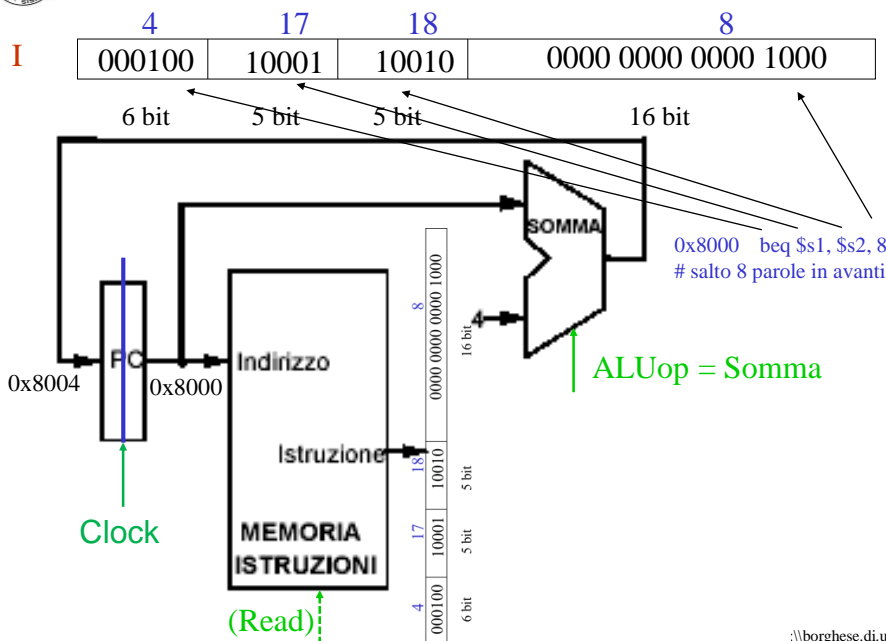 4 17 18 8
I 000100 10001 10010 0000 0000 0000 1000
6 bit 5 bit 5 bit 16 bit
SOMMA
0x8000 beq $s1, $s2, 8
# salto 8 parole in avanti
4
ALUop = Somma
0x8004 PC 0x8000 Indirizzo
Istruzione
MEMORIA
ISTRUZIONI
Clock
(Read)
4 17 18 8
000100 10001 10010 0000 0000 0000 1000
6 bit 5 bit 5 bit 16 bit
:\\borghese.di.u